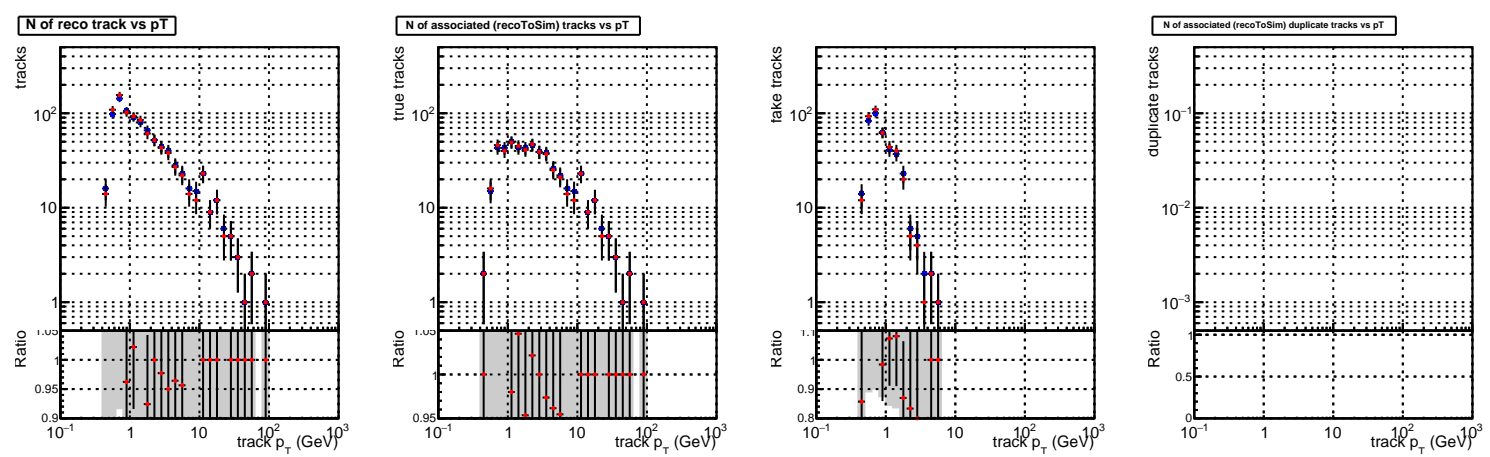 N of reco track vs pT
tracks
10²
10
1
Ratio
1.05
1
0.95
0.9
10⁻¹ 1 10 10² 10³
track p_T (GeV)
N of associated (recoToSim) tracks vs pT
true tracks
10²
10
1
Ratio
1.05
1
0.95
10⁻¹ 1 10 10² 10³
track p_T (GeV)
fake tracks
10²
10
1
Ratio
1.1
1
0.9
0.8
10⁻¹ 1 10 10² 10³
track p_T (GeV)
N of associated (recoToSim) duplicate tracks vs pT
duplicate tracks
10⁻¹
10⁻²
10⁻³
Ratio
1
0.5
0
10⁻¹ 1 10 10² 10³
track p_T (GeV)